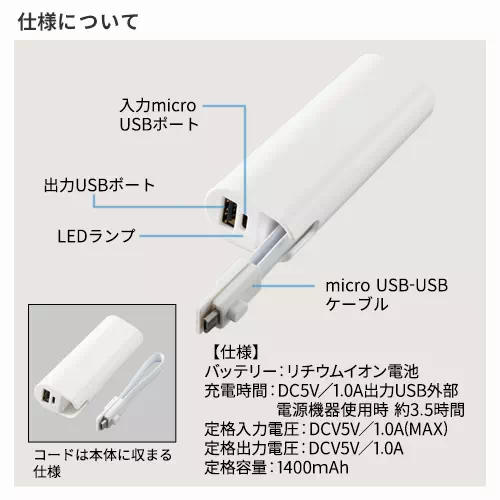 仕様について
入力micro
USBポート
出力USBポート
LEDランプ
micro USB-USB
ケーブル
コードは本体に収まる
仕様
【仕様】
バッテリー：リチウムイオン電池
充電時間：DC5V／1.0A出力USB外部
電源機器使用時 約3.5時間
定格入力電圧：DCV5V／1.0A(MAX)
定格出力電圧：DCV5V／1.0A
定格容量：1400mAh